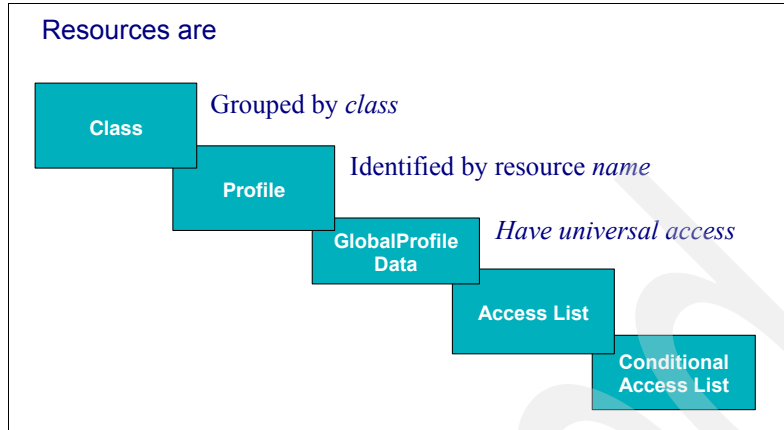 Resources are
Class
Grouped by class
Profile
Identified by resource name
GlobalProfile
Data
Have universal access
Access List
Conditional
Access List